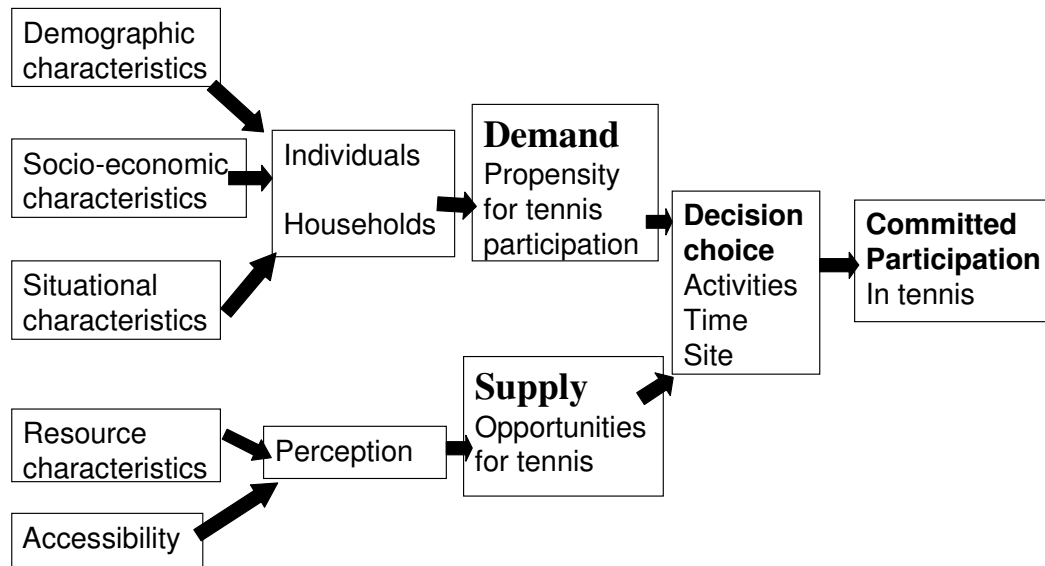 Demographic
characteristics
Socio-economic
characteristics
Situational
characteristics
Individuals
Households
Demand
Propensity
for tennis
participation
Resource
characteristics
Accessibility
Perception
Supply
Opportunities
for tennis
Decision
choice
Activities
Time
Site
Committed
Participation
In tennis